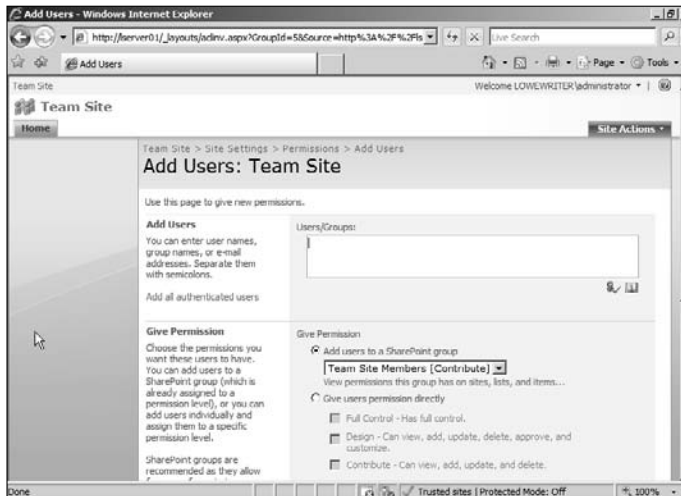 Add Users - Windows Internet Explorer
http://lserver01/_layouts/aclinv.aspx?GroupId=5&Source=http%3A%2F%2Fls
Live Search
Add Users
Page
Tools
Team Site
Welcome LOWEWRITER\administrator
Team Site
Home
Site Actions
Team Site > Site Settings > Permissions > Add Users
Add Users: Team Site
Use this page to give new permissions.
Add Users
You can enter user names,
group names, or e-mail
addresses. Separate them
with semicolons.
Add all authenticated users
Users/Groups:
Give Permission
Choose the permissions you
want these users to have.
You can add users to a
SharePoint group (which is
already assigned to a
permission level), or you can
add users individually and
assign them to a specific
permission level.
SharePoint groups are
recommended as they allow
Give Permission
Add users to a SharePoint group
Team Site Members [Contribute]
View permissions this group has on sites, lists, and items...
Give users permission directly
Full Control - Has full control.
Design - Can view, add, update, delete, approve, and
customize.
Contribute - Can view, add, update, and delete.
Done
Trusted sites | Protected Mode: Off
100%